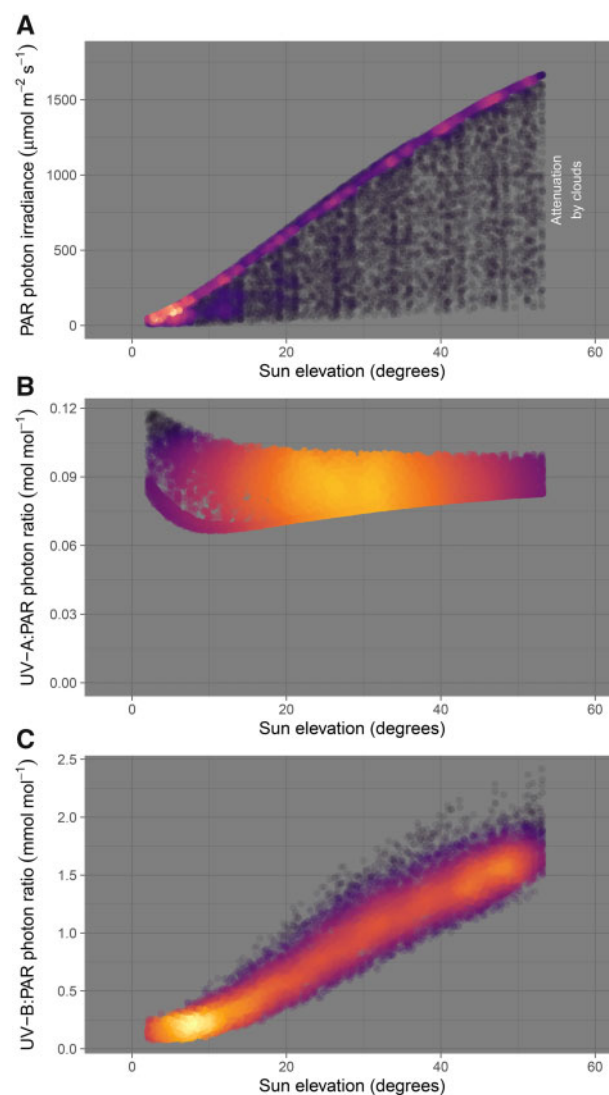 A
PAR photon irradiance (μmol m⁻² s⁻¹)
1500
1000
500
0
Attenuation
by clouds
0 20 40 60
Sun elevation (degrees)
B
UV−A:PAR photon ratio (mol mol⁻¹)
0.12
0.09
0.06
0.03
0.00
0 20 40 60
Sun elevation (degrees)
C
UV−B:PAR photon ratio (mmol mol⁻¹)
2.5
2.0
1.5
1.0
0.5
0.0
0 20 40 60
Sun elevation (degrees)